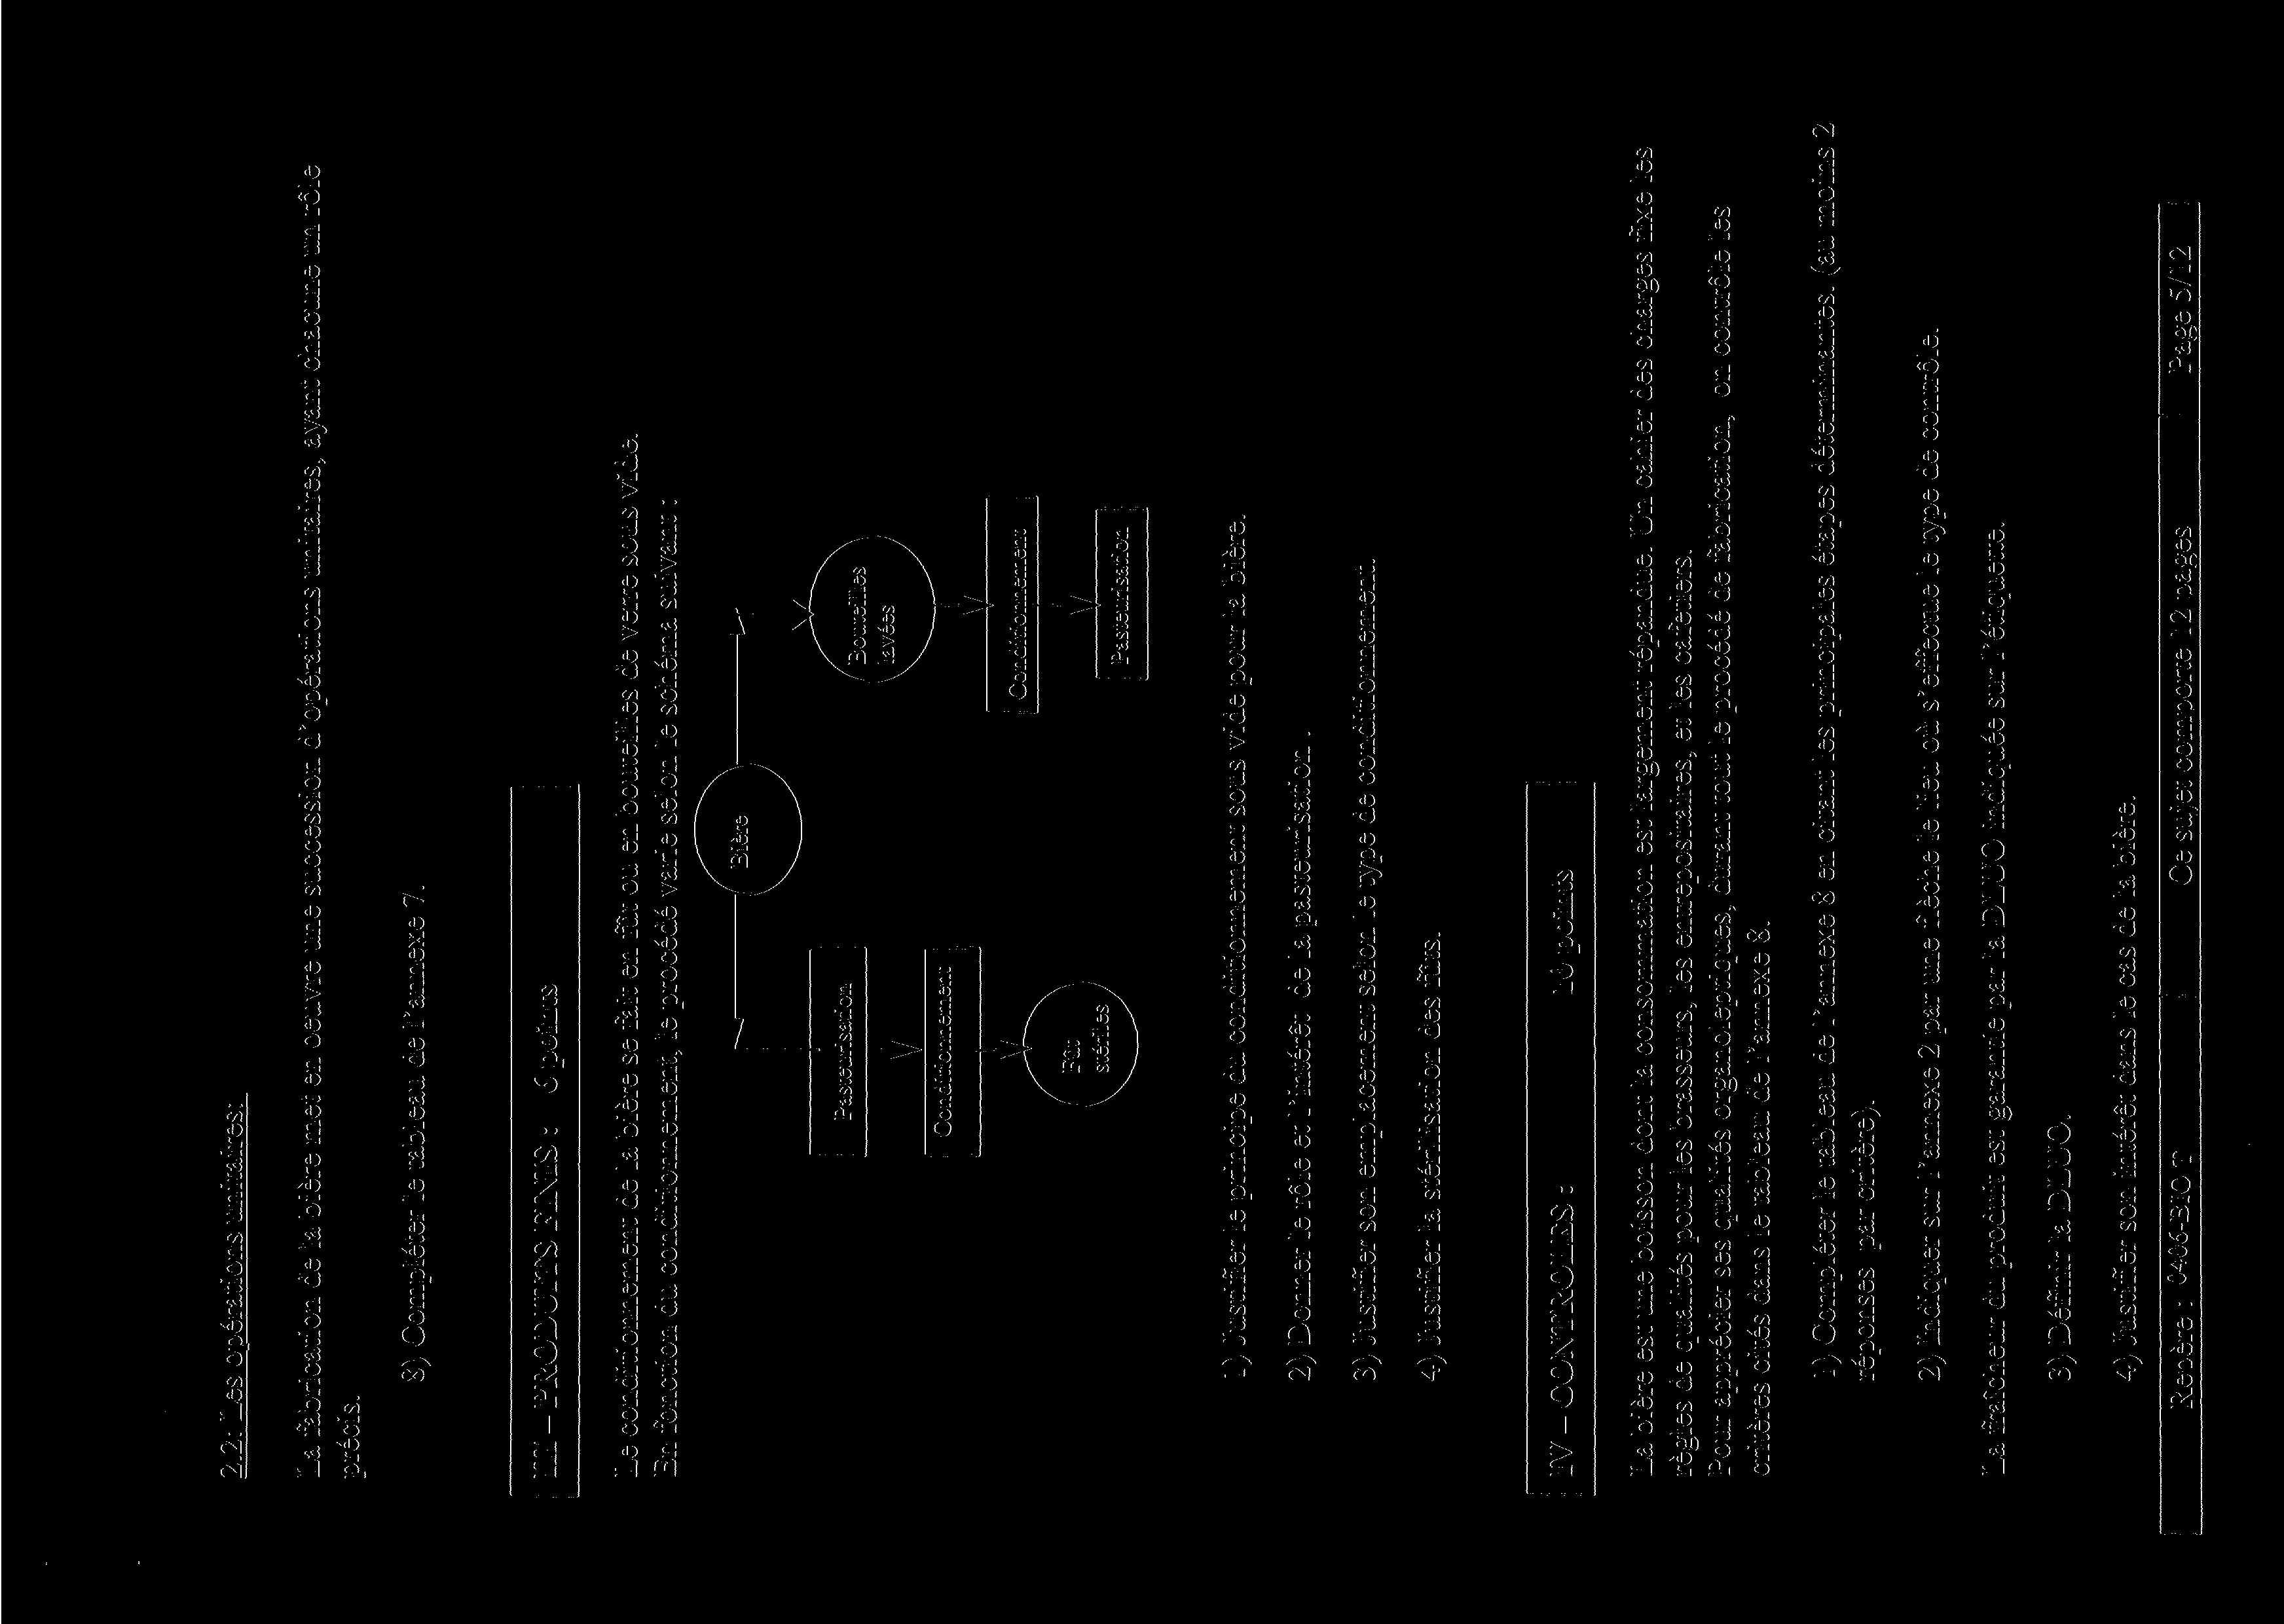 2.2: Les opérations unitaires:
La fabrication de la bière met en oeuvre une succession d'opérations unitaires, ayant chacune un rôle
précis.
8) Compléter le tableau de l'annexe 7.
III – PRODUITS FINIS : 6 points
Le conditionnement de la bière se fait en fût ou en bouteilles de verre sous vide.
En fonction du conditionnement, le procédé varie selon le schéma suivant :
Bière
Pasteurisation
Conditionnement
Fût
stériles
Bouteilles
lavées
Conditionnement
Pasteurisation
1) Justifier le principe du conditionnement sous vide pour la bière.
2) Donner le rôle et l'intérêt de la pasteurisation .
3) Justifier son emplacement selon le type de conditionnement.
4) Justifier la stérilisation des fûts.
IV – CONTROLES : 10 points
La bière est une boisson dont la consommation est largement répandue. Un cahier des charges fixe les
règles de qualités pour les brasseurs, les entrepositaires, et les cafetiers.
Pour apprécier ses qualités organoleptiques, durant tout le procédé de fabrication, on contrôle les
critères cités dans le tableau de l'annexe 8.
1) Compléter le tableau de l'annexe 8 en citant les principales étapes déterminantes. (au moins 2
réponses par critère).
2) Indiquer sur l'annexe 2 par une flèche le lieu où s'effectue le type de contrôle.
La fraîcheur du produit est garantie par la DLUO indiquée sur l'étiquette.
3) Définir la DLUO.
4) Justifier son intérêt dans le cas de la bière.
Repère : 0406-BIO T Ce sujet comporte 12 pages Page 5/12